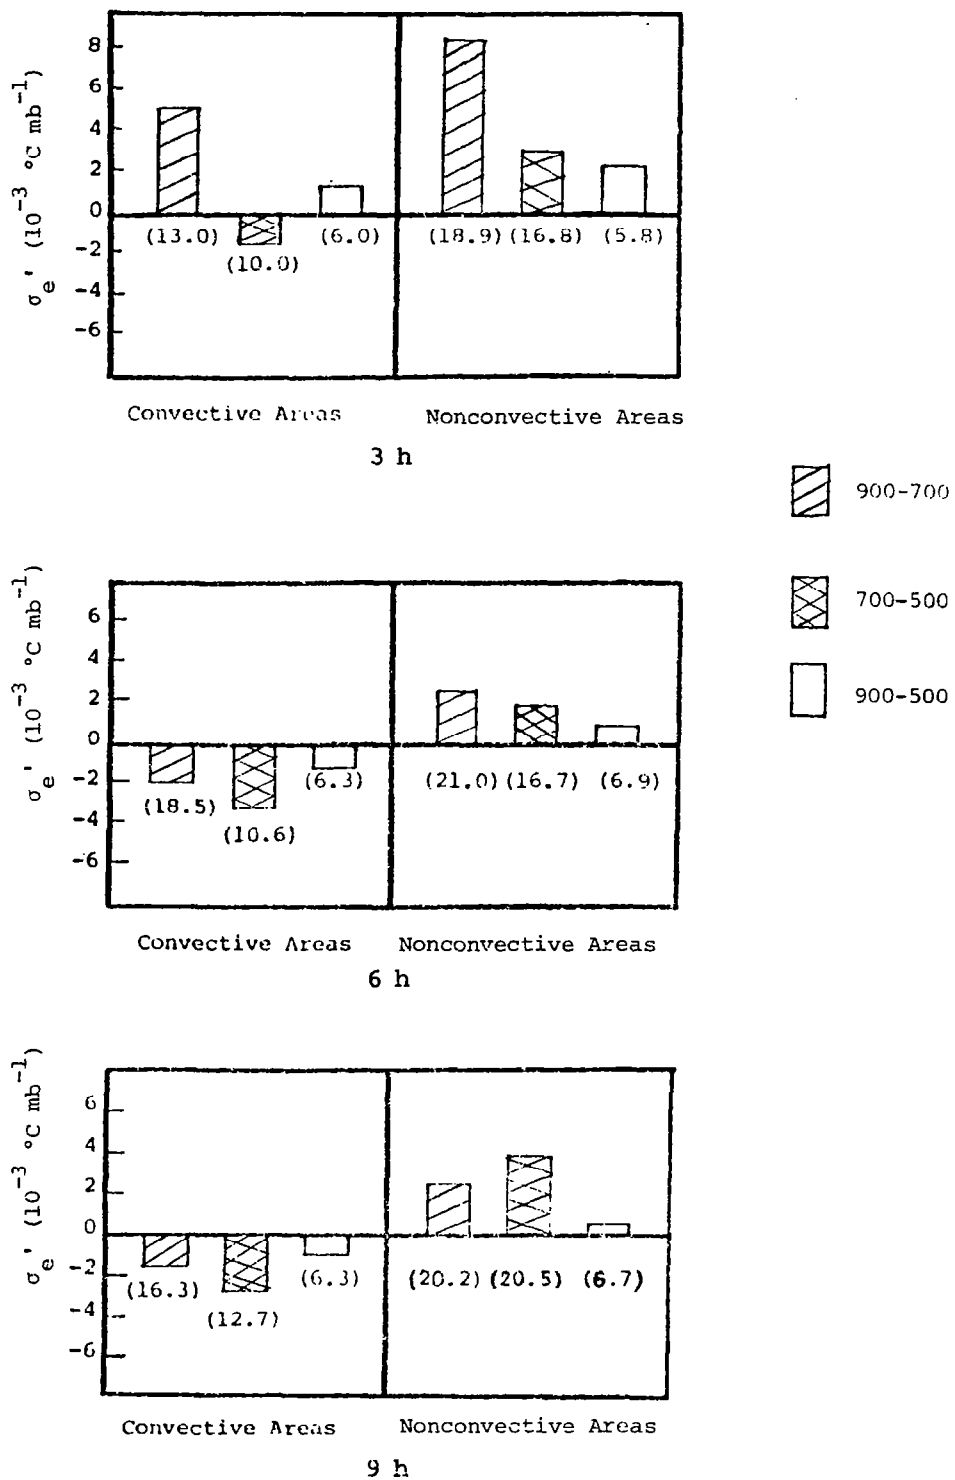 σe' (10⁻³ °C mb⁻¹)
8
6
4
2
0
-2
-4
-6
(13.0) (6.0) (18.9) (16.8) (5.8)
(10.0)
Convective Areas Nonconvective Areas
3 h
900-700
700-500
900-500
σe' (10⁻³ °C mb⁻¹)
6
4
2
0
-2
-4
-6
(6.3) (21.0) (16.7) (6.9)
(18.5)
(10.6)
Convective Areas Nonconvective Areas
6 h
σe' (10⁻³ °C mb⁻¹)
6
4
2
0
-2
-4
-6
(16.3) (6.3) (20.2) (20.5) (6.7)
(12.7)
Convective Areas Nonconvective Areas
9 h